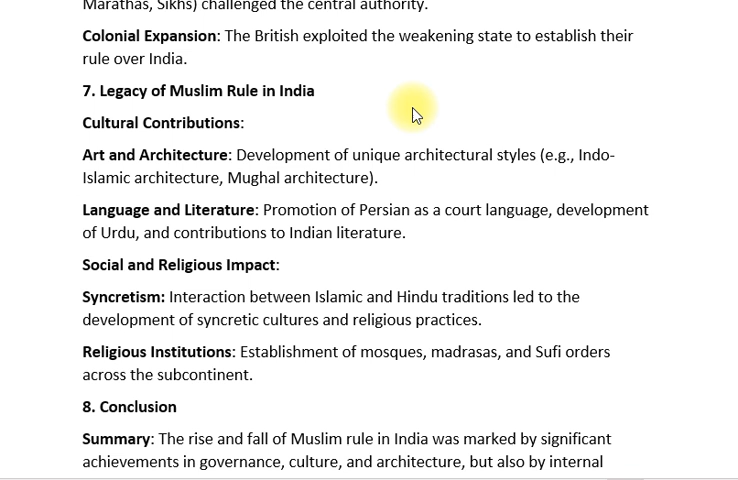 Marathas, Sikhs) challenged the central authority.
Colonial Expansion: The British exploited the weakening state to establish their
rule over India.
7. Legacy of Muslim Rule in India
Cultural Contributions:
Art and Architecture: Development of unique architectural styles (e.g., Indo-
Islamic architecture, Mughal architecture).
Language and Literature: Promotion of Persian as a court language, development
of Urdu, and contributions to Indian literature.
Social and Religious Impact:
Syncretism: Interaction between Islamic and Hindu traditions led to the
development of syncretic cultures and religious practices.
Religious Institutions: Establishment of mosques, madrasas, and Sufi orders
across the subcontinent.
8. Conclusion
Summary: The rise and fall of Muslim rule in India was marked by significant
achievements in governance, culture, and architecture, but also by internal